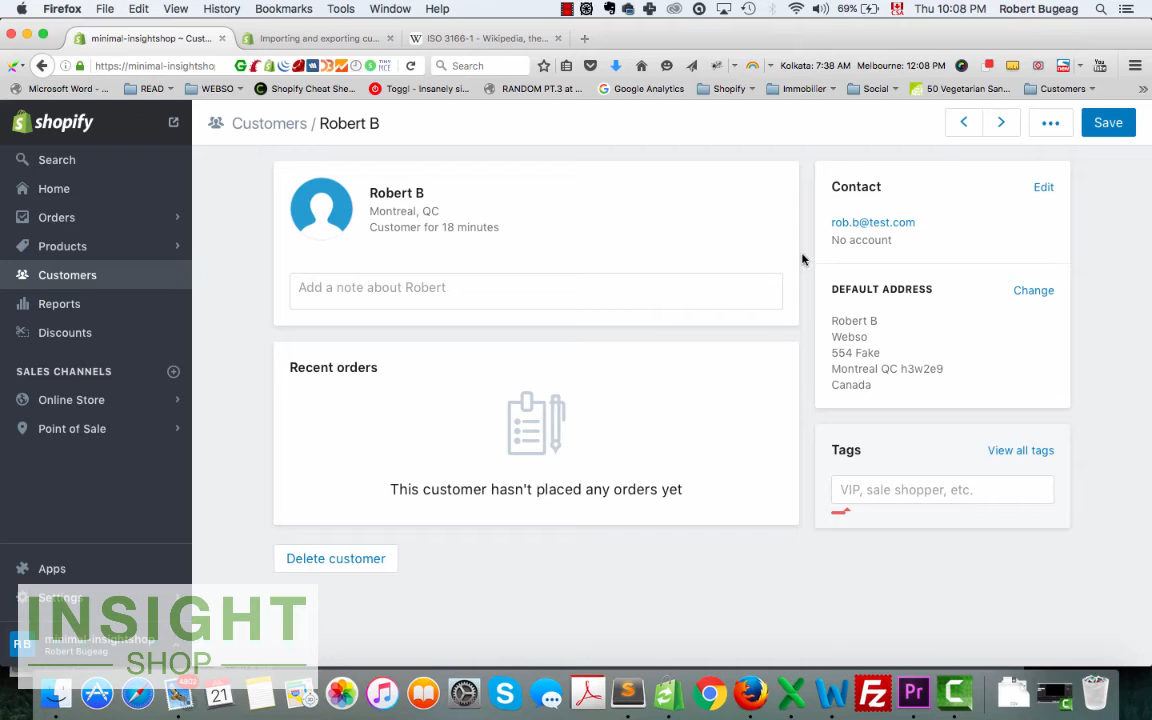 Firefox File Edit View History Bookmarks Tools Window Help 69% Thu 10:08 PM Robert Bugeag
minimal-insightshop ~ Cust... Importing and exporting cu... ISO 3166-1 - Wikipedia, the...
https://minimal-insightsho Search Kolkata: 7:38 AM Melbourne: 12:08 PM
Microsoft Word - ... READ WEBSO Shopify Cheat She... Toggl - Insanely si... RANDOM PT.3 at ... Google Analytics Shopify Immobilier Social 50 Vegetarian San... Customers
shopify
Customers / Robert B
Save
Search
Home
Orders
Products
Customers
Reports
Discounts
SALES CHANNELS
Online Store
Point of Sale
Apps
Settings
RB minimal-insightshop
Robert Bugeag
Robert B
Montreal, QC
Customer for 18 minutes
Add a note about Robert
Recent orders
This customer hasn't placed any orders yet
Delete customer
Contact Edit
rob.b@test.com
No account
DEFAULT ADDRESS Change
Robert B
Webso
554 Fake
Montreal QC h3w2e9
Canada
Tags View all tags
VIP, sale shopper, etc.
INSIGHT
SHOP
21
Pr